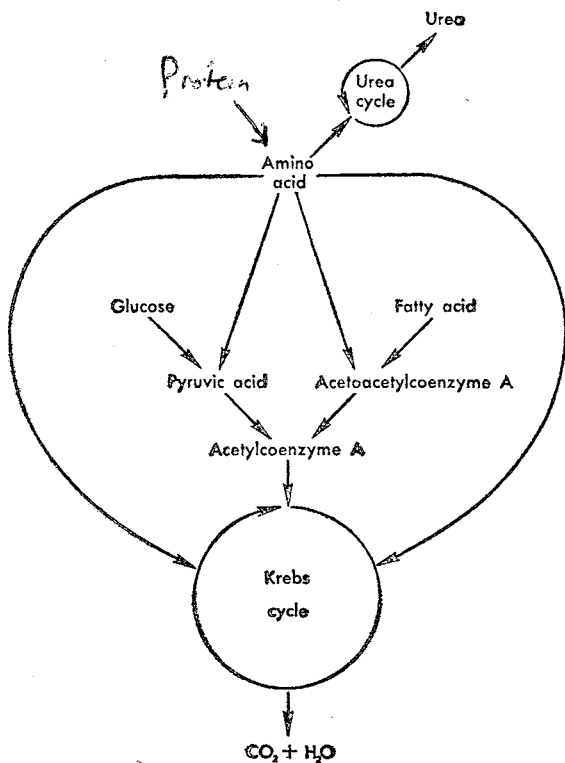 Urea
Protein
Urea
cycle
Amino
acid
Glucose
Fatty acid
Pyruvic acid
Acetoacetylcoenzyme A
Acetylcoenzyme A
Krebs
cycle
CO₂ + H₂O